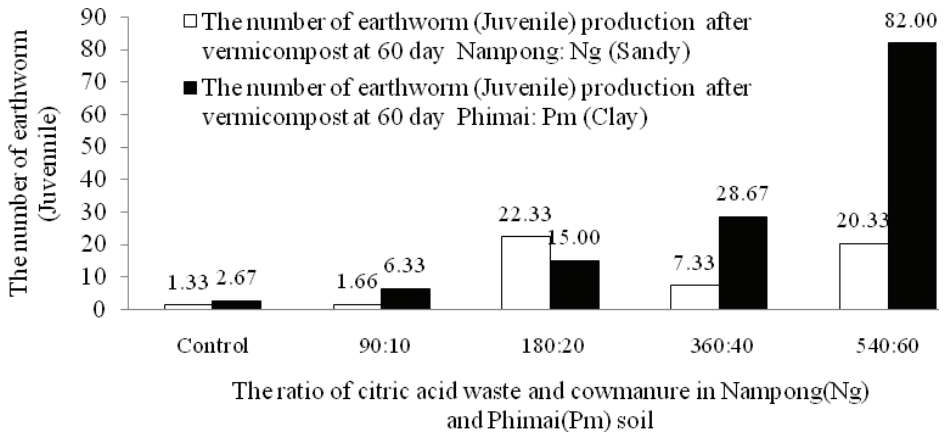 90
80
70
60
50
40
30
20
10
0
The number of earthworm
(Juvennile)
The number of earthworm (Juvenile) production after
vermicompost at 60 day Nampong: Ng (Sandy)
The number of earthworm (Juvenile) production after
vermicompost at 60 day Phimai: Pm (Clay)
1.33 2.67
1.66 6.33
22.33 15.00
7.33 28.67
20.33 82.00
Control 90:10 180:20 360:40 540:60
The ratio of citric acid waste and cowmanure in Nampong(Ng)
and Phimai(Pm) soil